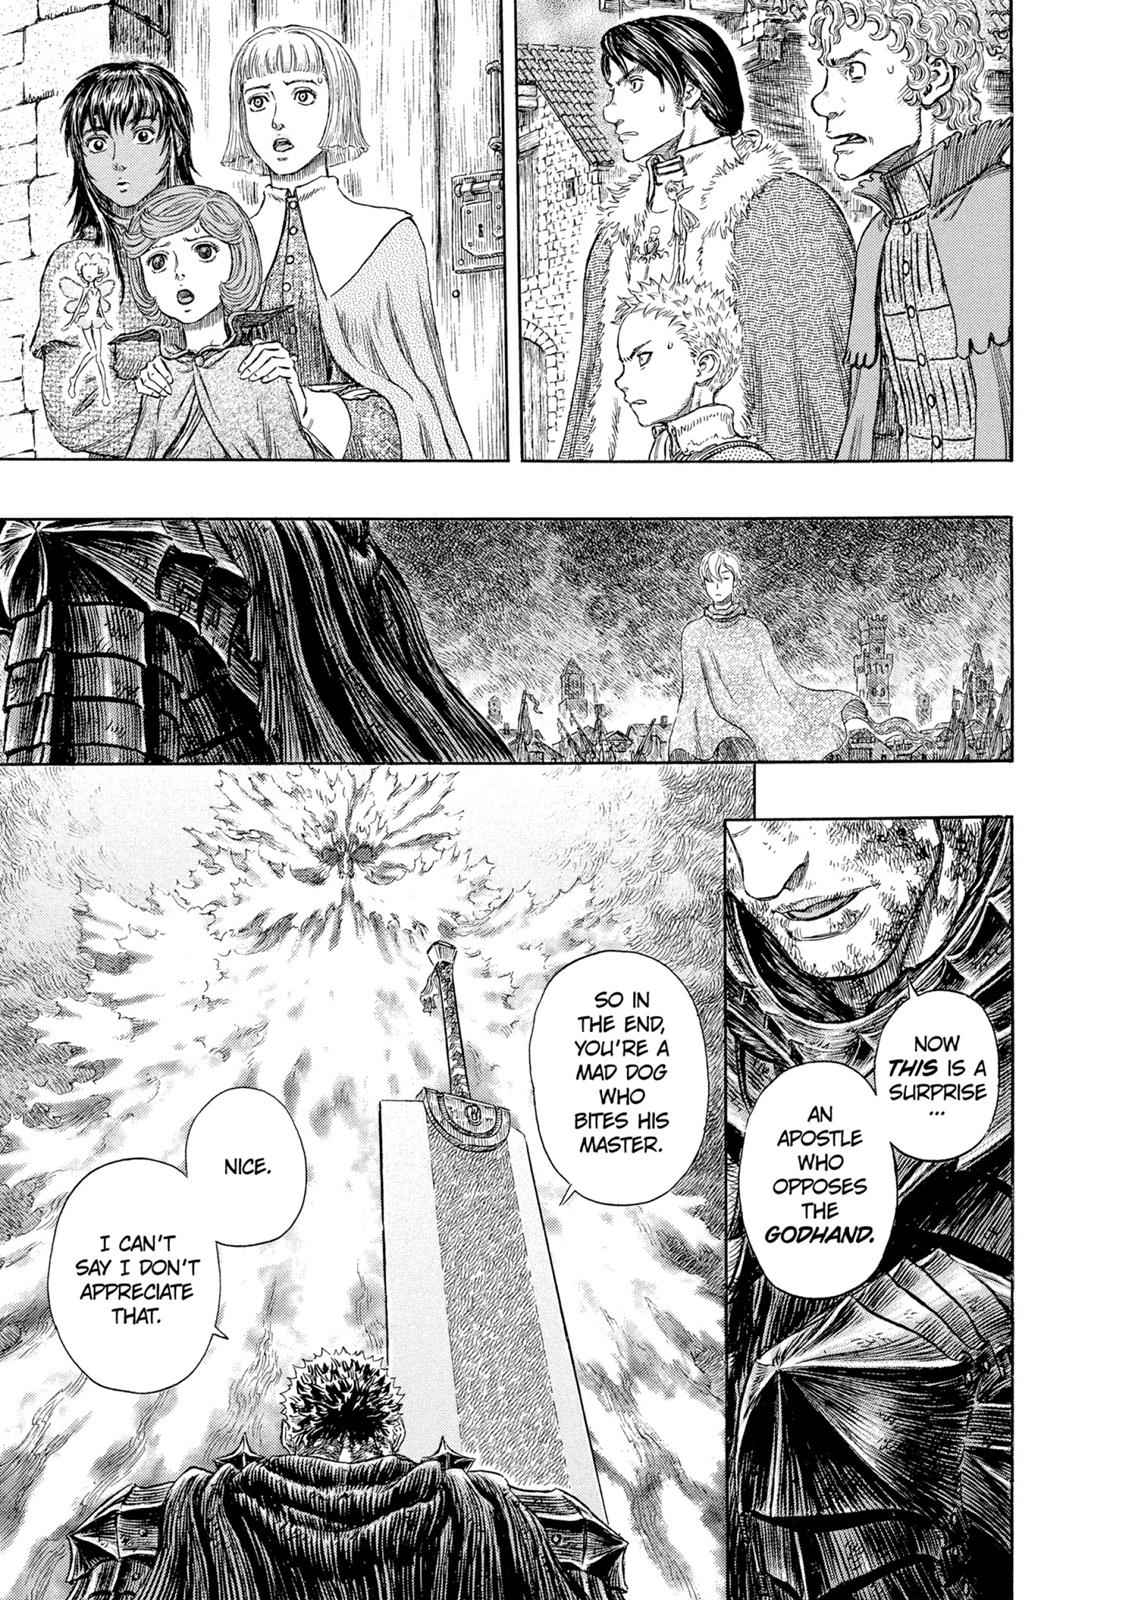 NOW
THIS IS A
SURPRISE
...
AN
APOSTLE
WHO
OPPOSES
THE
GODHAND.
SO IN
THE END,
YOU'RE A
MAD DOG
WHO
BITES HIS
MASTER.
NICE.
I CAN'T
SAY I DON'T
APPRECIATE
THAT.